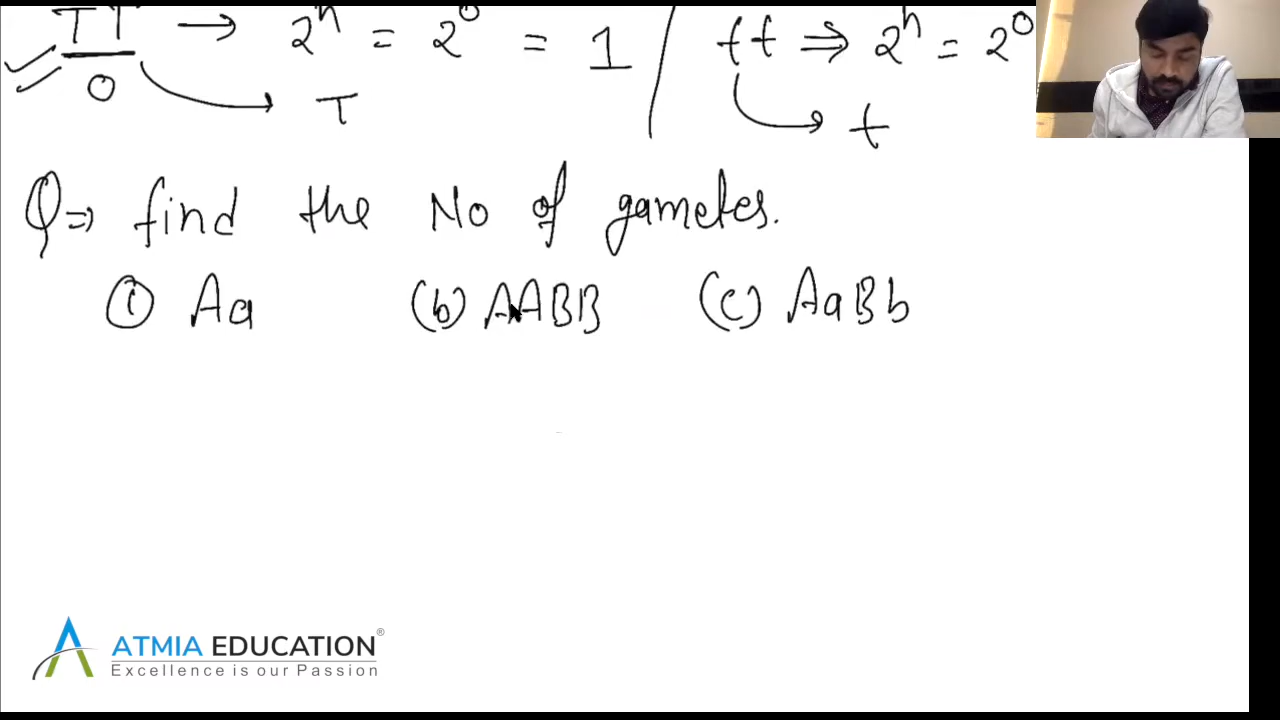 TT → 2ⁿ = 2⁰ = 1 / tt ⇒ 2ⁿ = 2⁰
0 → T → t
Q⇒ find the No of gametes.
① Aa (b) AABB (c) AaBb
ATMIA EDUCATION®
Excellence is our Passion